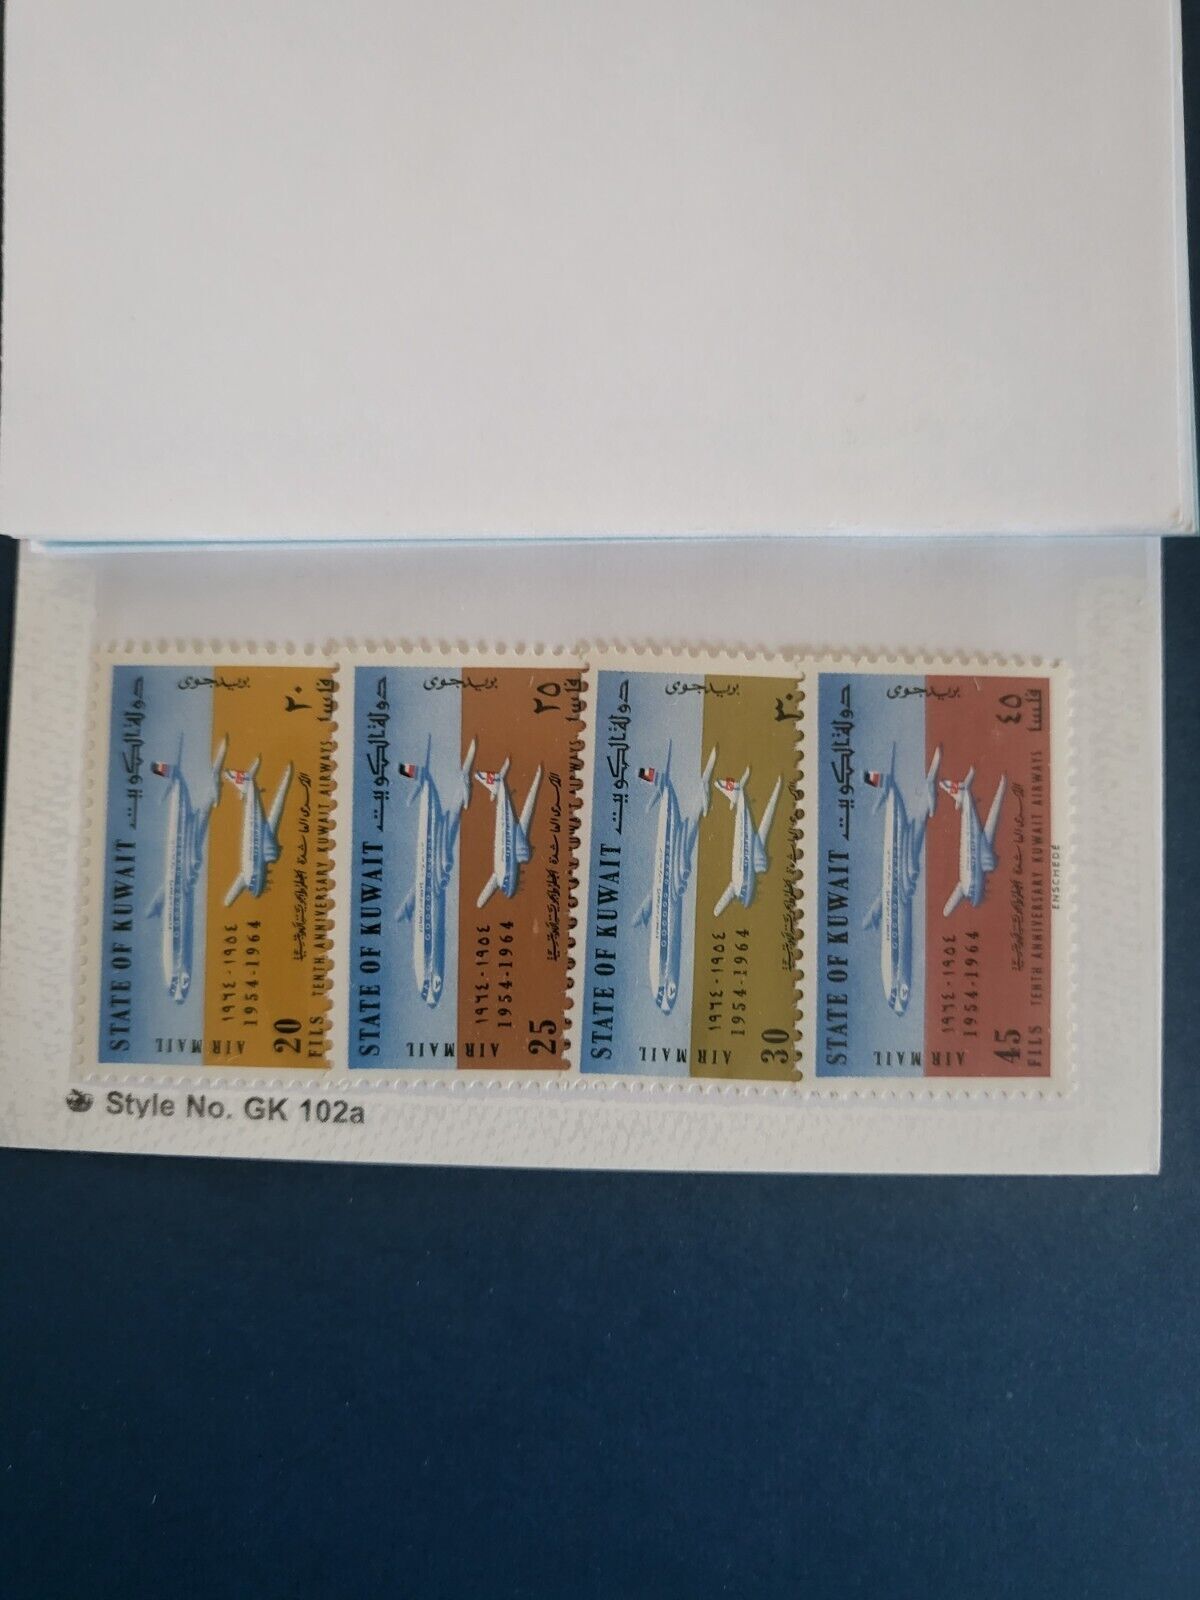 STATE OF KUWAIT دولة الكويت
AIR MAIL بريد جوي
١٩٥٤-١٩٦٤
1954-1964
20 ٢٠
FILS TENTH ANNIVERSARY KUWAIT AIRWAYS فلسا
STATE OF KUWAIT دولة الكويت
AIR MAIL بريد جوي
١٩٥٤-١٩٦٤
1954-1964
25 ٢٥
فلسا
STATE OF KUWAIT دولة الكويت
AIR MAIL بريد جوي
١٩٥٤-١٩٦٤
1954-1964
30 ٣٠
STATE OF KUWAIT دولة الكويت
AIR MAIL بريد جوي
١٩٥٤-١٩٦٤
1954-1964
45 ٤٥
FILS TENTH ANNIVERSARY KUWAIT AIRWAYS فلسا
ENSCHEDÉ
Style No. GK 102a